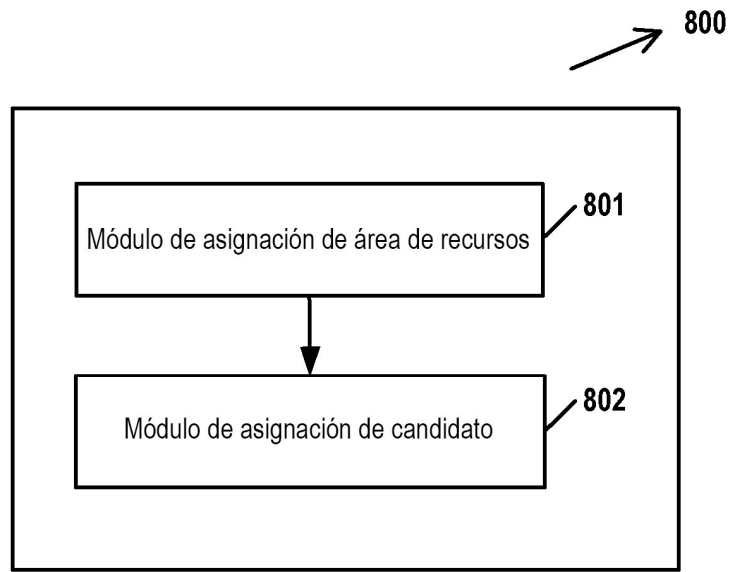 800
801
Módulo de asignación de área de recursos
802
Módulo de asignación de candidato